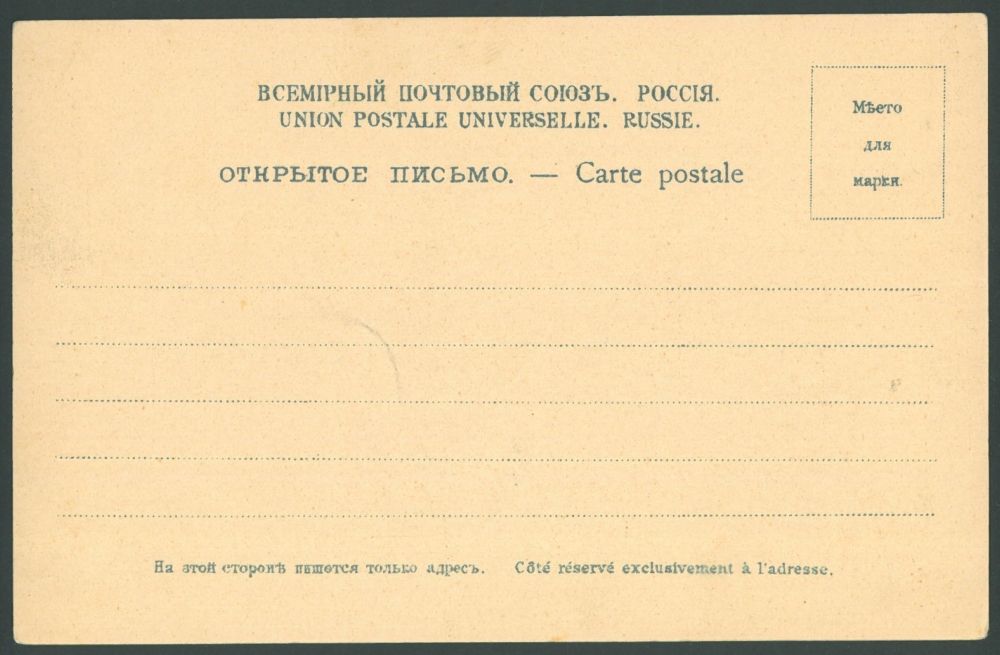 ВСЕМІРНЫЙ ПОЧТОВЫЙ СОЮЗЪ. РОССІЯ.
UNION POSTALE UNIVERSELLE. RUSSIE.
ОТКРЫТОЕ ПИСЬМО. — Carte postale
Мѣсто
для
марки.
На этой сторонѣ пишется только адресъ. Côté réservé exclusivement à l'adresse.